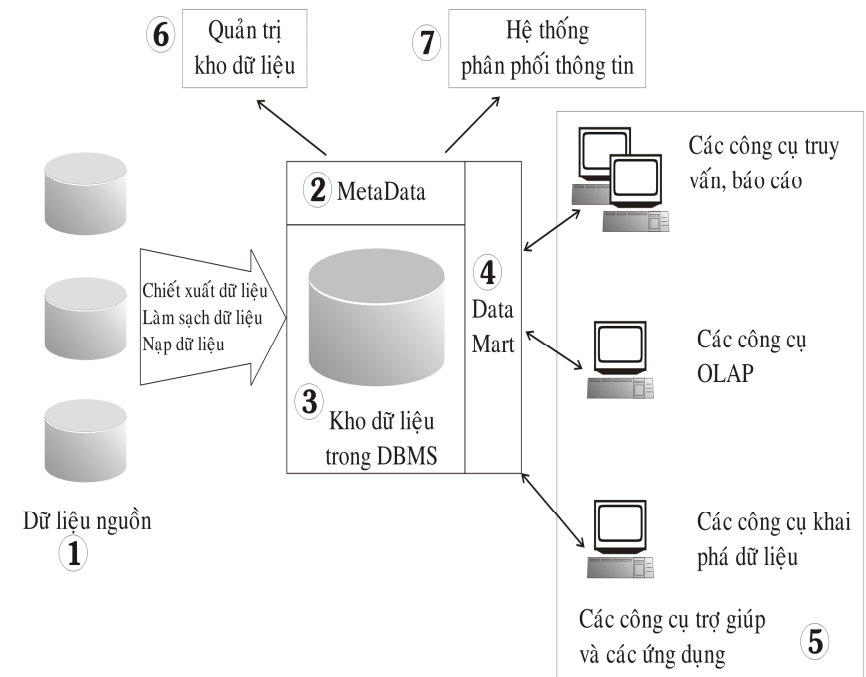 6
Quản trị
kho dữ liệu
7
Hệ thống
phân phối thông tin
Dữ liệu nguồn
1
Chiết xuất dữ liệu
Làm sạch dữ liệu
Nạp dữ liệu
2 MetaData
3
Kho dữ liệu
trong DBMS
4
Data
Mart
Các công cụ truy
vấn, báo cáo
Các công cụ
OLAP
Các công cụ khai
phá dữ liệu
Các công cụ trợ giúp
và các ứng dụng
5